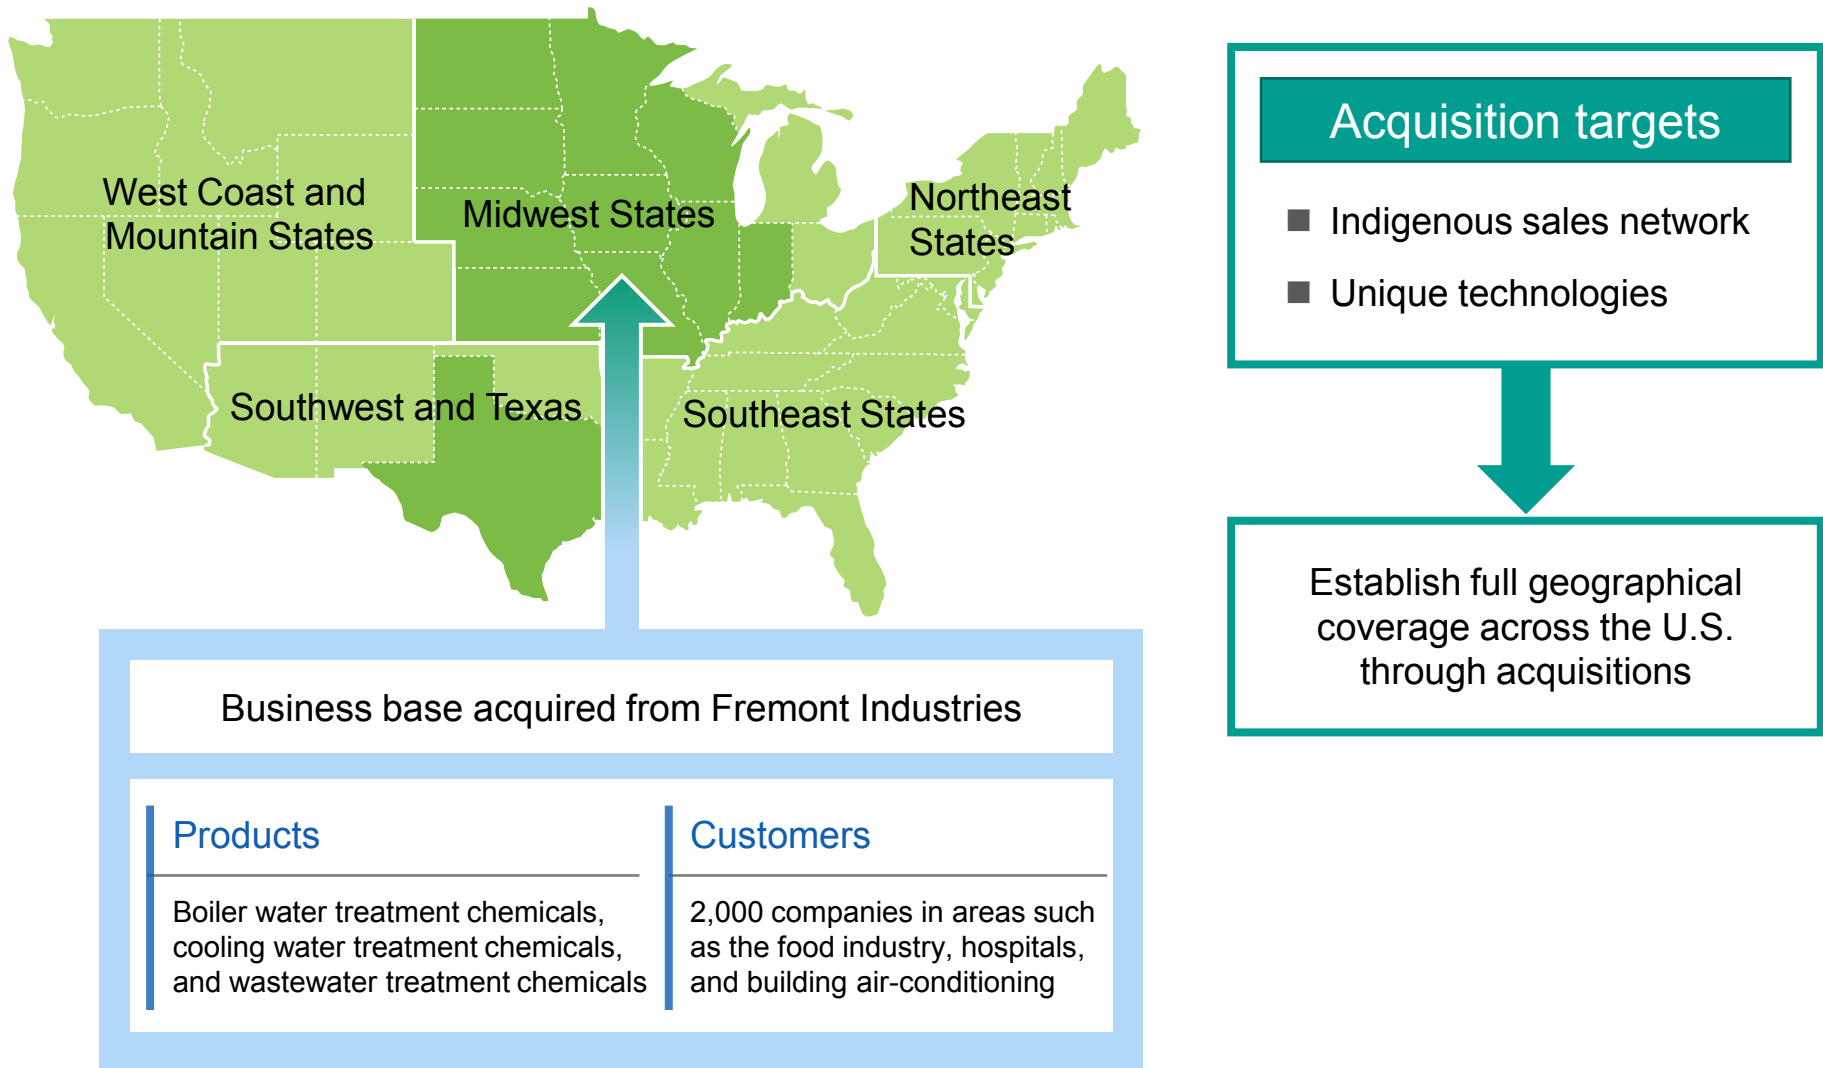 West Coast and
Mountain States
Midwest States
Northeast
States
Southwest and Texas
Southeast States
Business base acquired from Fremont Industries
Products
Boiler water treatment chemicals,
cooling water treatment chemicals,
and wastewater treatment chemicals
Customers
2,000 companies in areas such
as the food industry, hospitals,
and building air-conditioning
Acquisition targets
■ Indigenous sales network
■ Unique technologies
Establish full geographical
coverage across the U.S.
through acquisitions